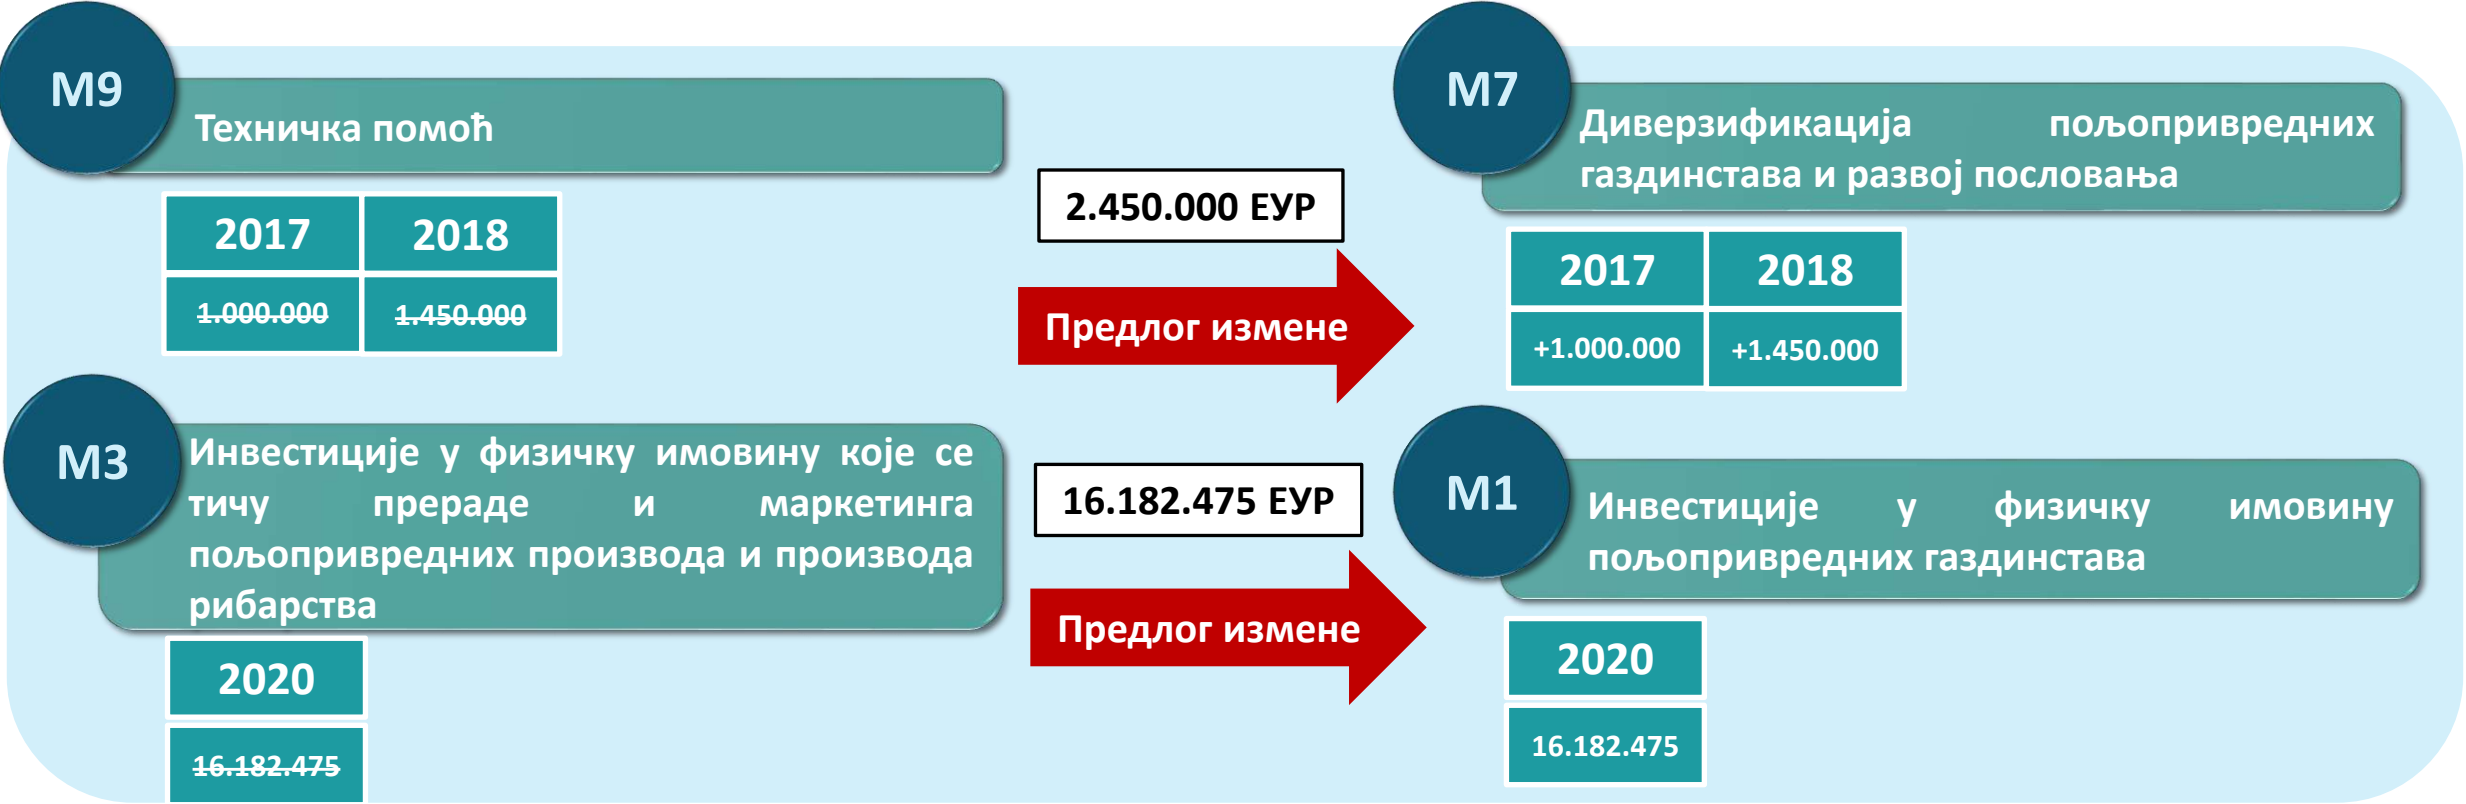 М9
Техничка помоћ
2017 2018
1.000.000 1.450.000
2.450.000 ЕУР
Предлог измене
М7
Диверзификација пољопривредних
газдинстава и развој пословања
2017 2018
+1.000.000 +1.450.000
М3
Инвестиције у физичку имовину које се
тичу прераде и маркетинга
пољопривредних производа и производа
рибарства
2020
16.182.475
16.182.475 ЕУР
Предлог измене
М1
Инвестиције у физичку имовину
пољопривредних газдинстава
2020
16.182.475